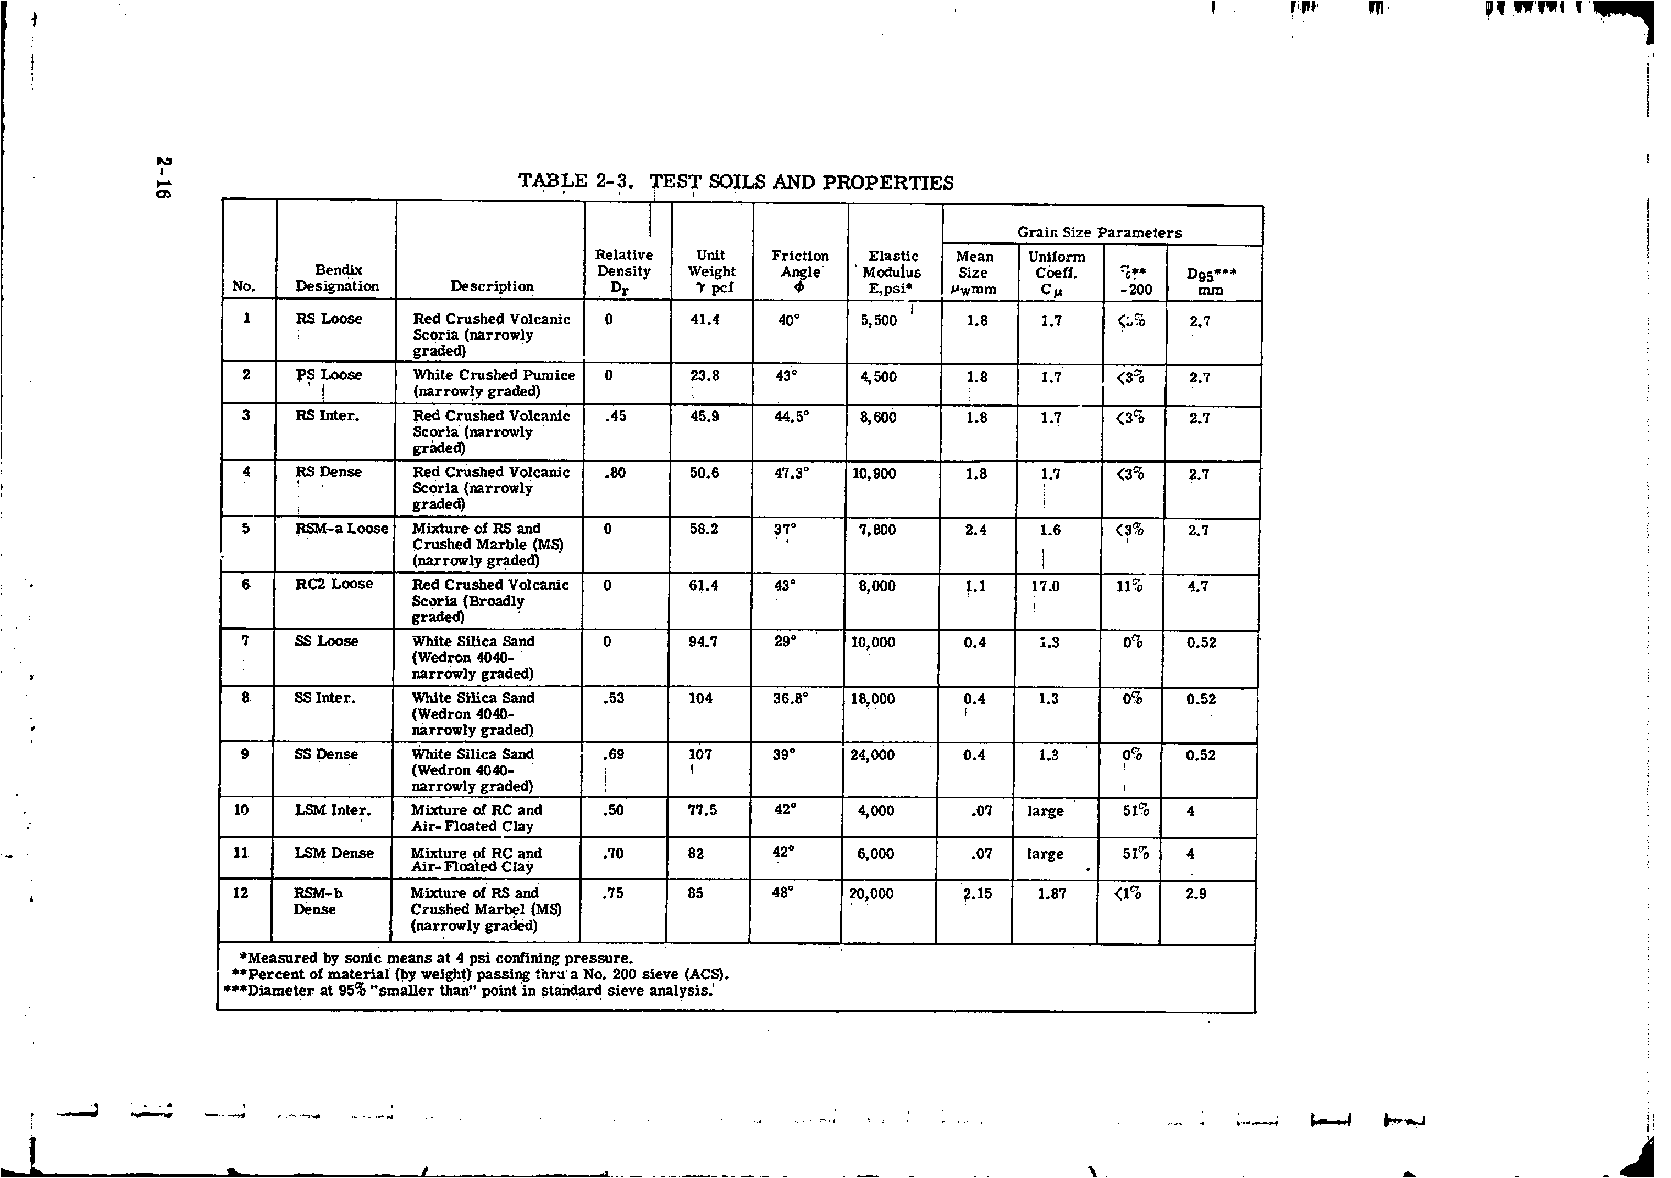 2-16
TABLE 2-3. TEST SOILS AND PROPERTIES
Grain Size Parameters
No. Bendix Designation Description Relative Density Dr Unit Weight γ pcf Friction Angle φ Elastic Modulus E,psi* Mean Size μwmm Uniform Coeff. Cμ %** -200 D95*** mm
1 RS Loose Red Crushed Volcanic 0 41.4 40° 5,500 1.8 1.7 2.7
Scoria (narrowly
graded)
2 PS Loose White Crushed Pumice 0 23.8 43° 4,500 1.8 1.7 <3% 2.7
(narrowly graded)
3 RS Inter. Red Crushed Volcanic .45 45.9 44.5° 8,600 1.8 1.7 <3% 2.7
Scoria (narrowly
graded)
4 RS Dense Red Crushed Volcanic .80 50.6 47.3° 10,900 1.8 1.7 <3% 2.7
Scoria (narrowly
graded)
5 RSM-a Loose Mixture of RS and 0 58.2 37° 7,800 2.4 1.6 <3% 2.7
Crushed Marble (MS)
(narrowly graded)
6 RC2 Loose Red Crushed Volcanic 0 61.4 43° 8,000 1.1 17.0 11% 4.7
Scoria (Broadly
graded)
7 SS Loose White Silica Sand 0 94.7 29° 10,000 0.4 1.3 0% 0.52
(Wedron 4040-
narrowly graded)
8 SS Inter. White Silica Sand .53 104 36.8° 18,000 0.4 1.3 0% 0.52
(Wedron 4040-
narrowly graded)
9 SS Dense White Silica Sand .69 107 39° 24,000 0.4 1.3 0% 0.52
(Wedron 4040-
narrowly graded)
10 LSM Inter. Mixture of RC and .50 77.5 42° 4,000 .07 large 51% 4
Air-Floated Clay
11 LSM Dense Mixture of RC and .70 82 42° 6,000 .07 large 51% 4
Air-Floated Clay
12 RSM-b Mixture of RS and .75 85 48° 20,000 2.15 1.87 <1% 2.9
Dense Crushed Marbel (MS)
(narrowly graded)
*Measured by sonic means at 4 psi confining pressure.
**Percent of material (by weight) passing thru a No. 200 sieve (ACS).
***Diameter at 95% "smaller than" point in standard sieve analysis.